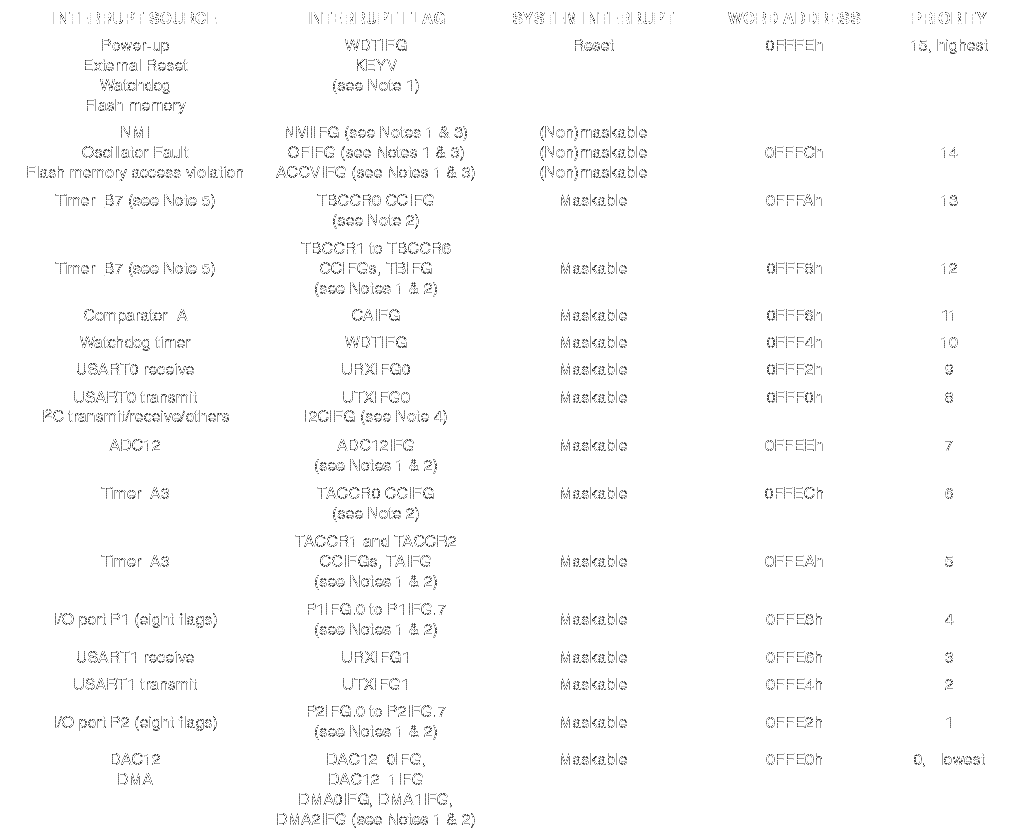 INTERRUPT SOURCE INTERRUPT FLAG SYSTEM INTERRUPT WORD ADDRESS PRIORITY
Power-up WDTIFG Reset 0FFFEh 15, highest
External Reset KEYV
Watchdog (see Note 1)
Flash memory
NMI NMIIFG (see Notes 1 & 3) (Non)maskable
Oscillator Fault OFIFG (see Notes 1 & 3) (Non)maskable 0FFFCh 14
Flash memory access violation ACCVIFG (see Notes 1 & 3) (Non)maskable
Timer_B7 (see Note 5) TBCCR0 CCIFG Maskable 0FFFAh 13
(see Note 2)
TBCCR1 to TBCCR6
Timer_B7 (see Note 5) CCIFGs, TBIFG Maskable 0FFF8h 12
(see Notes 1 & 2)
Comparator_A CAIFG Maskable 0FFF6h 11
Watchdog timer WDTIFG Maskable 0FFF4h 10
USART0 receive URXIFG0 Maskable 0FFF2h 9
USART0 transmit UTXIFG0 Maskable 0FFF0h 8
I²C transmit/receive/others I2CIFG (see Note 4)
ADC12 ADC12IFG Maskable 0FFEEh 7
(see Notes 1 & 2)
Timer_A3 TACCR0 CCIFG Maskable 0FFECh 6
(see Note 2)
TACCR1 and TACCR2
Timer_A3 CCIFGs, TAIFG Maskable 0FFEAh 5
(see Notes 1 & 2)
P1IFG.0 to P1IFG.7
I/O port P1 (eight flags) (see Notes 1 & 2) Maskable 0FFE8h 4
USART1 receive URXIFG1 Maskable 0FFE6h 3
USART1 transmit UTXIFG1 Maskable 0FFE4h 2
P2IFG.0 to P2IFG.7
I/O port P2 (eight flags) (see Notes 1 & 2) Maskable 0FFE2h 1
DAC12 DAC12_0IFG, Maskable 0FFE0h 0, lowest
DMA DAC12_1IFG
DMA0IFG, DMA1IFG,
DMA2IFG (see Notes 1 & 2)